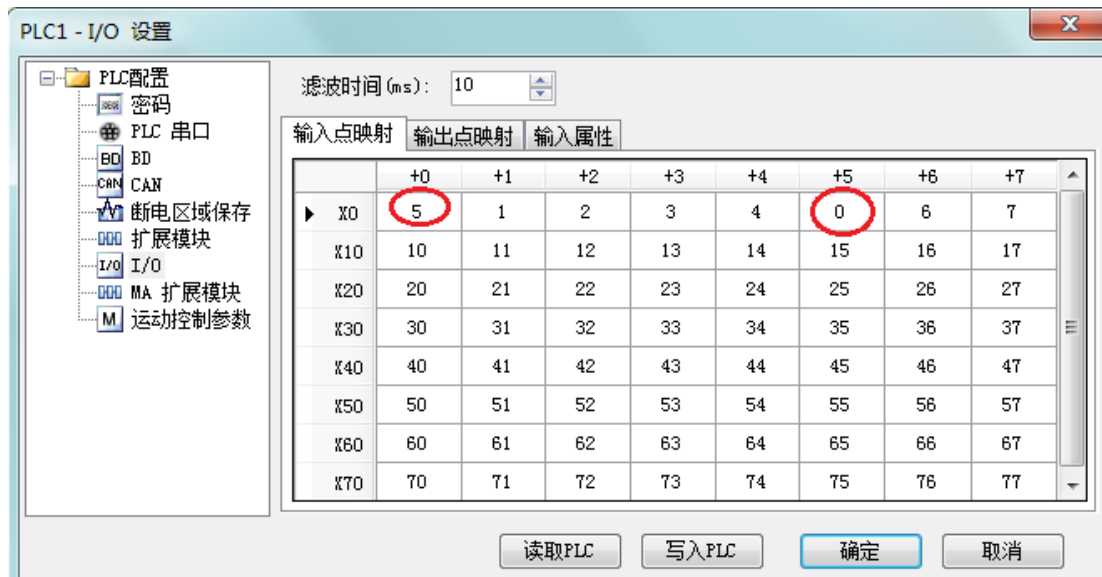 PLC1 - I/O 设置
PLC配置
密码
PLC 串口
BD BD
CAN CAN
断电区域保存
扩展模块
I/O I/O
MA 扩展模块
M 运动控制参数
滤波时间(ms): 10
输入点映射 输出点映射 输入属性
+0 +1 +2 +3 +4 +5 +6 +7
X0 5 1 2 3 4 0 6 7
X10 10 11 12 13 14 15 16 17
X20 20 21 22 23 24 25 26 27
X30 30 31 32 33 34 35 36 37
X40 40 41 42 43 44 45 46 47
X50 50 51 52 53 54 55 56 57
X60 60 61 62 63 64 65 66 67
X70 70 71 72 73 74 75 76 77
读取PLC 写入PLC 确定 取消